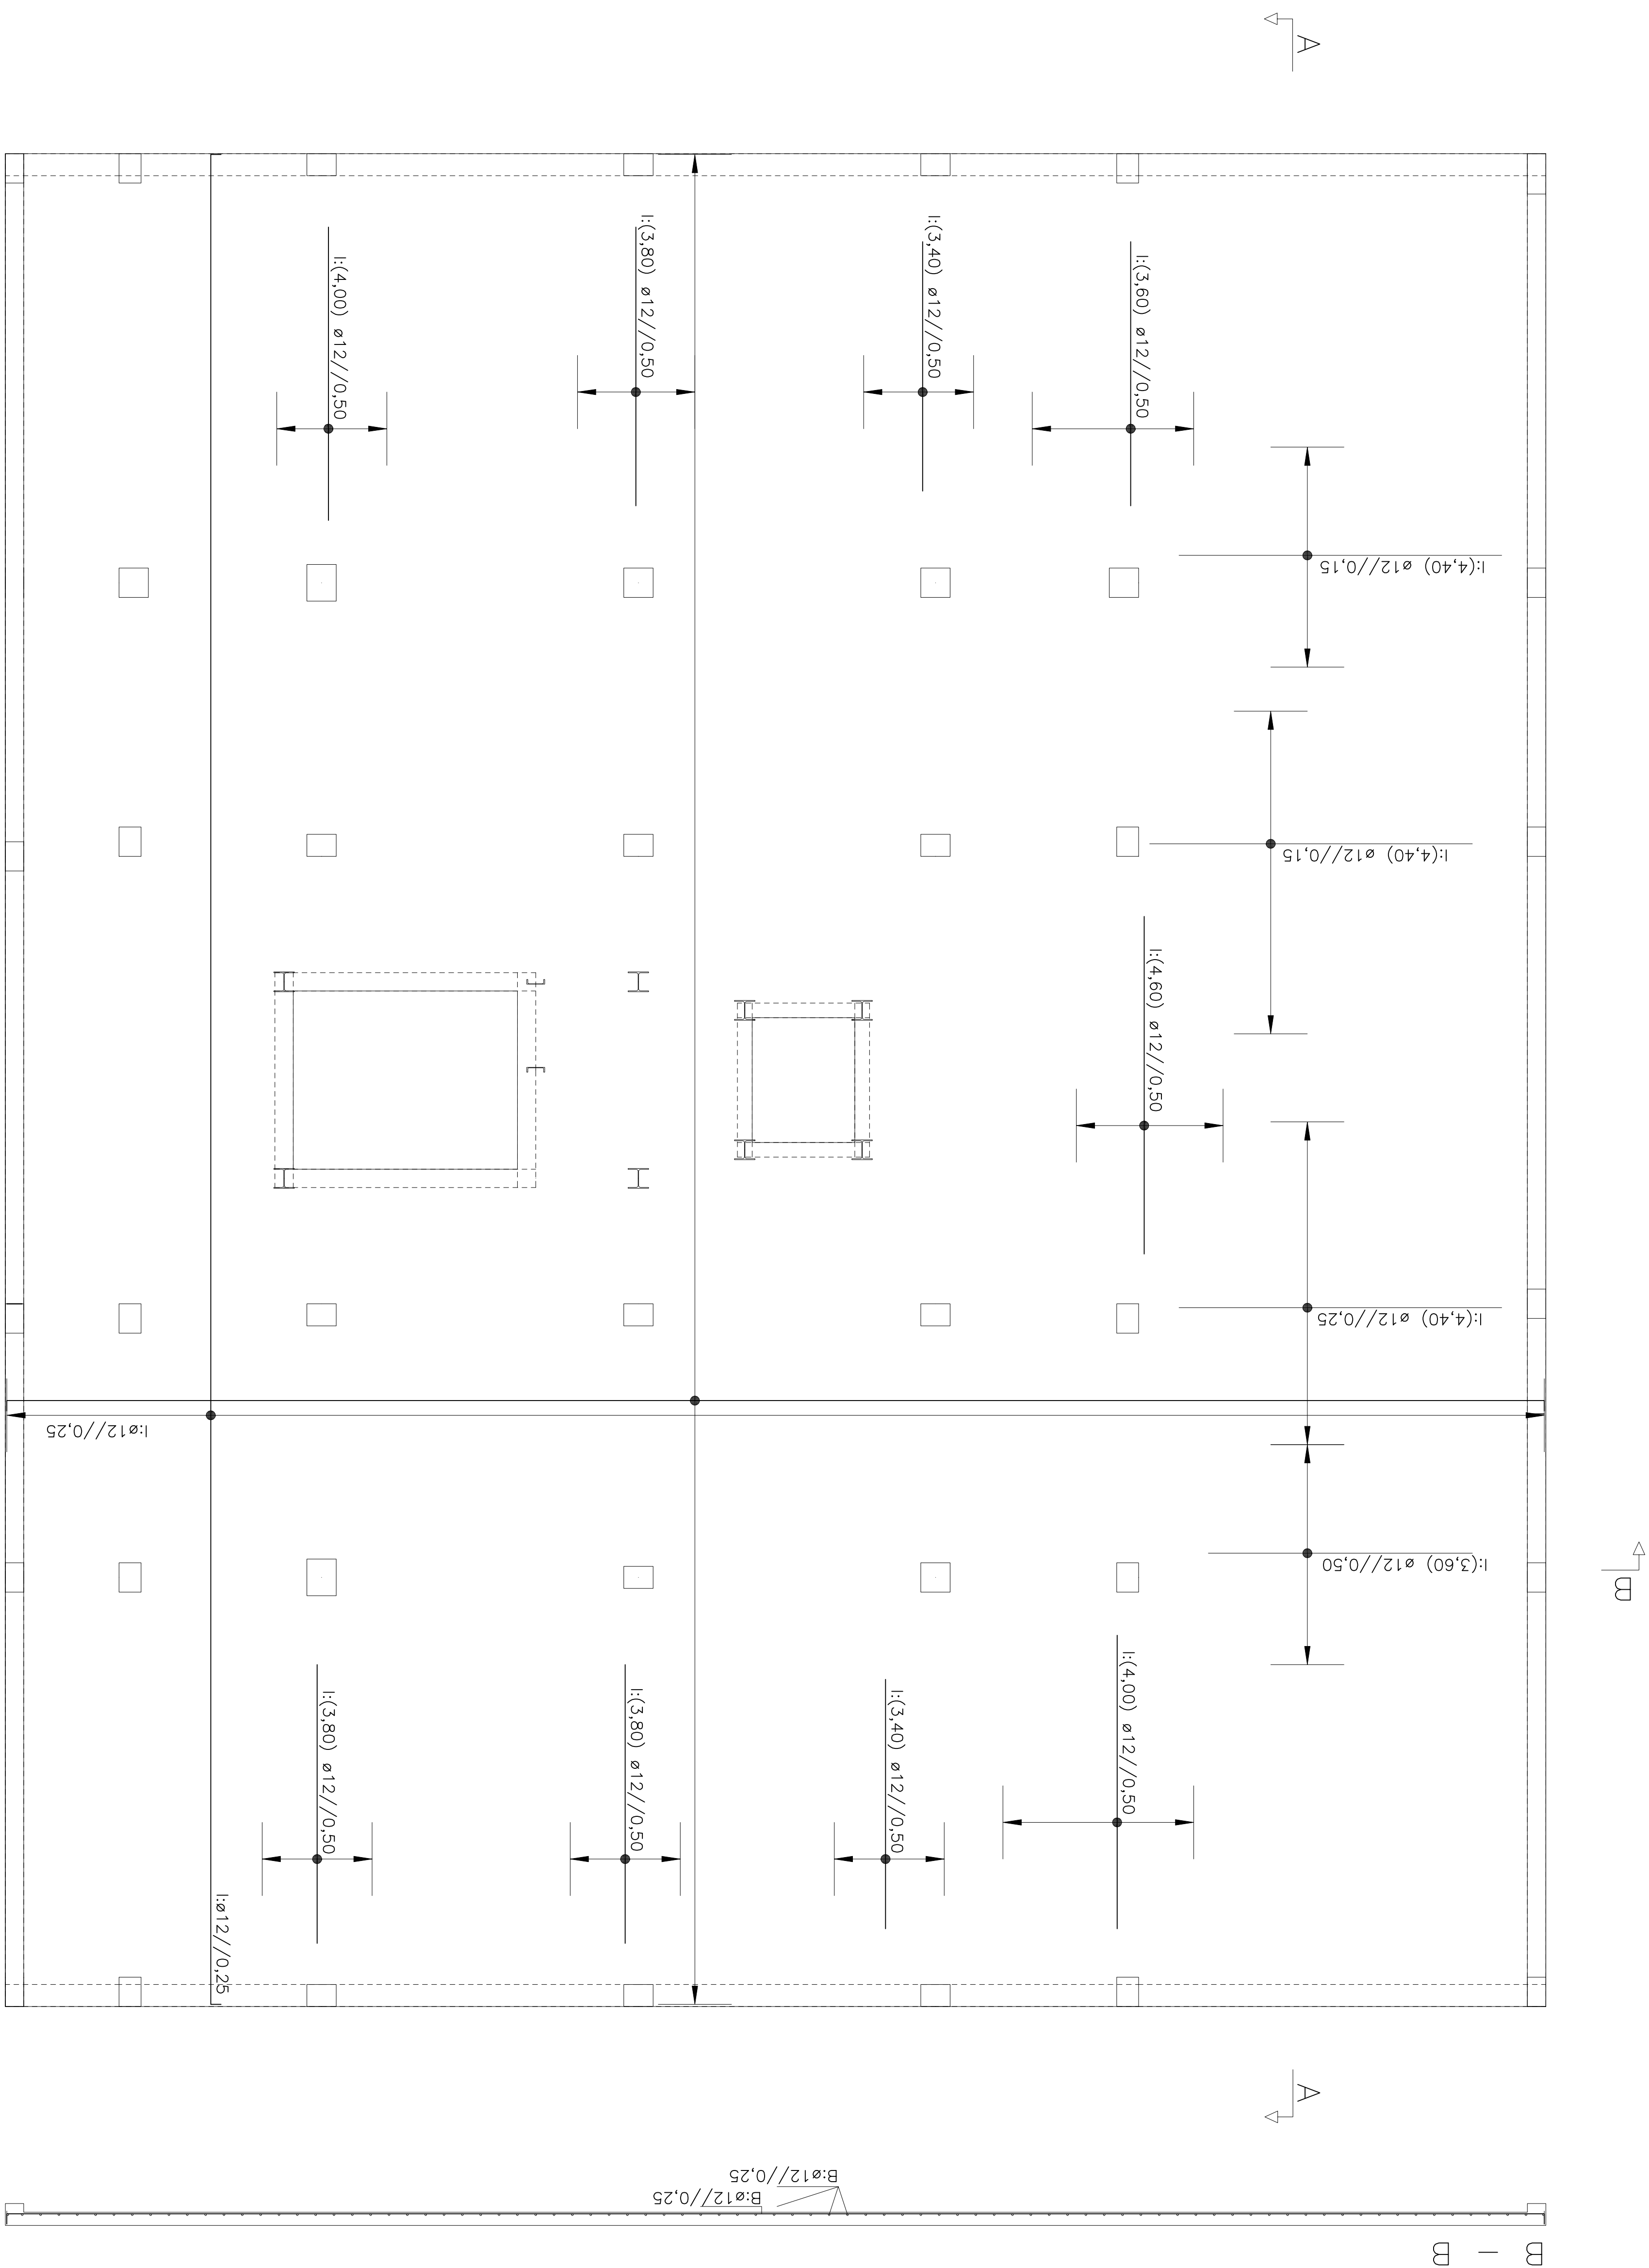 A
I:(4,00) ø12//0,50
I:(3,80) ø12//0,50
I:(3,40) ø12//0,50
I:(3,60) ø12//0,50
I:(4,40) ø12//0,15
I:(4,40) ø12//0,15
I:(4,60) ø12//0,50
I:(4,40) ø12//0,25
I:ø12//0,25
I:(3,60) ø12//0,50
B
I:(3,80) ø12//0,50
I:(3,80) ø12//0,50
I:(3,40) ø12//0,50
I:(4,00) ø12//0,50
I:ø12//0,25
A
B:ø12//0,25
B:ø12//0,25
B - B